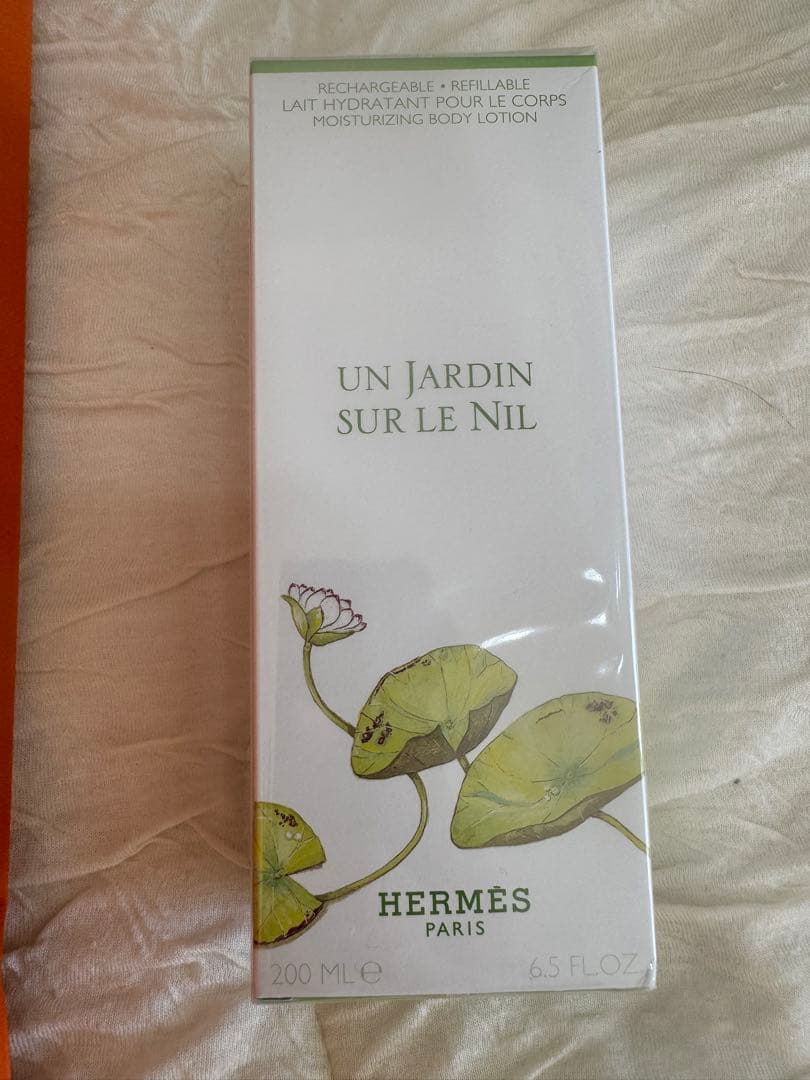 RECHARGEABLE • REFILLABLE
LAIT HYDRATANT POUR LE CORPS
MOISTURIZING BODY LOTION
UN JARDIN
SUR LE NIL
HERMÈS
PARIS
200 ML ℮ 6.5 FL.OZ